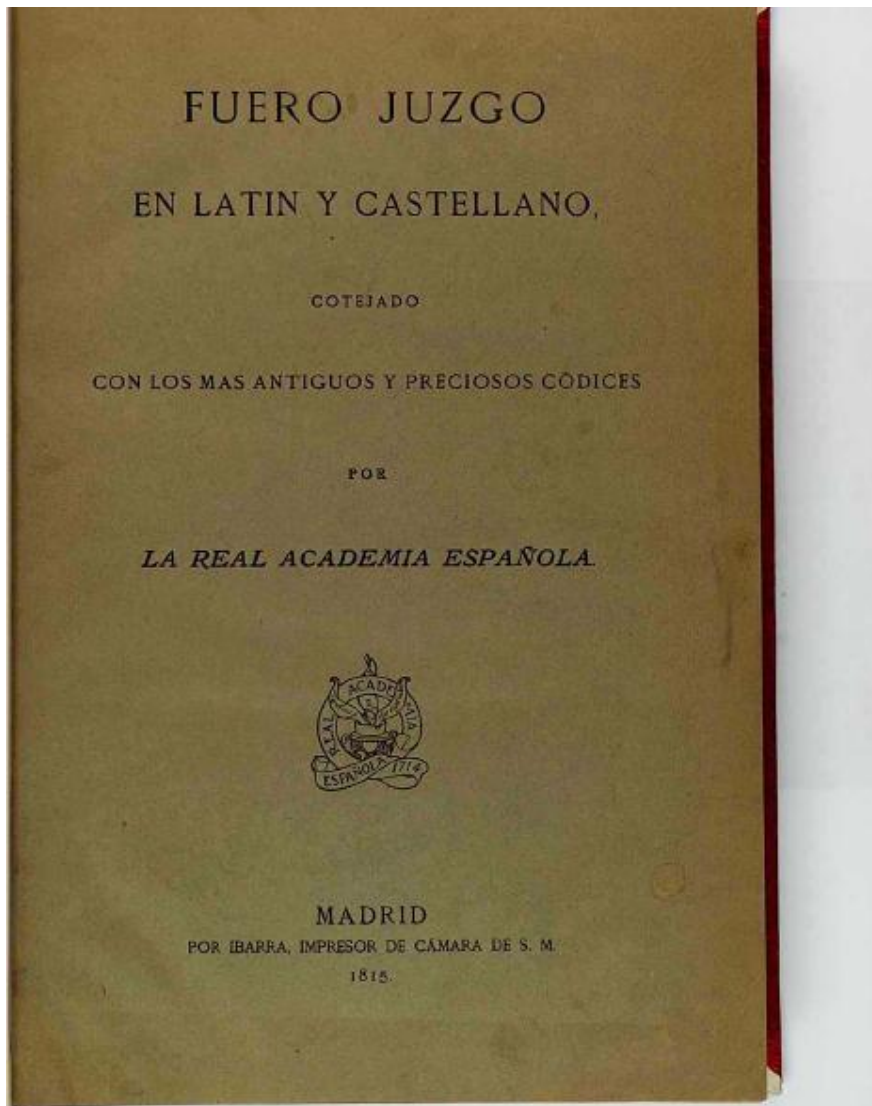 FUERO JUZGO
EN LATIN Y CASTELLANO,
COTEJADO
CON LOS MAS ANTIGUOS Y PRECIOSOS CÓDICES
POR
LA REAL ACADEMIA ESPAÑOLA.
REAL ACADEMIA
ESPAÑOLA 1714
MADRID
POR IBARRA, IMPRESOR DE CÁMARA DE S. M.
1815.